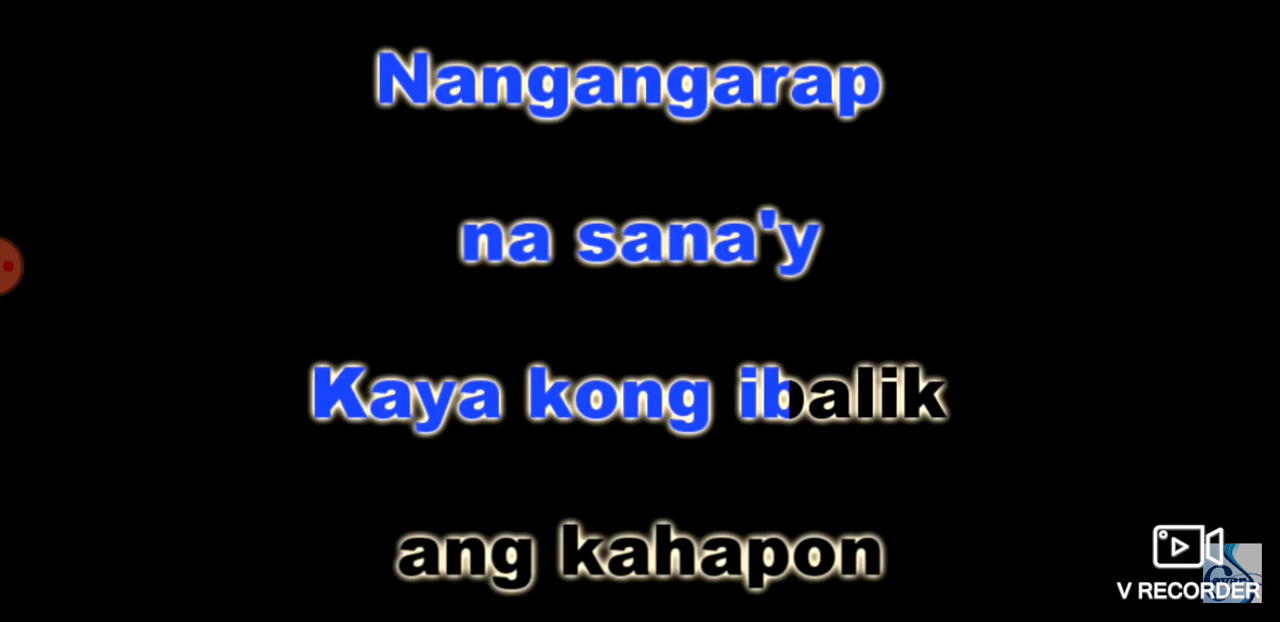 Nangangarap
na sana'y
Kaya kong ibalik
ang kahapon
V RECORDER